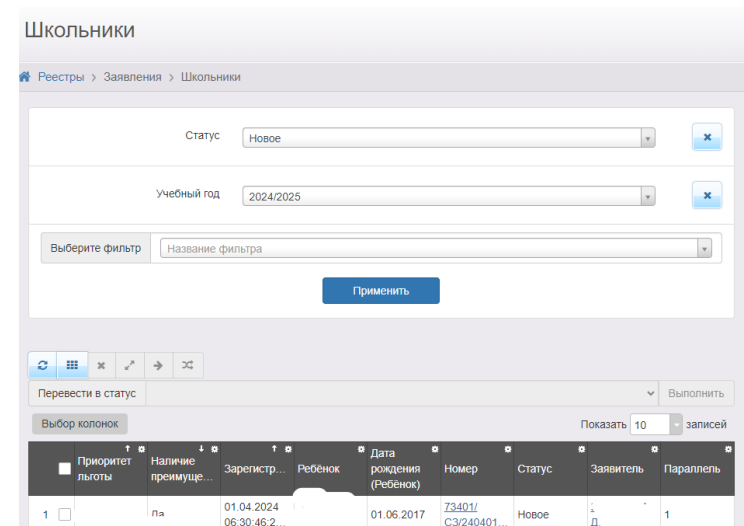 Школьники
Реестры > Заявления > Школьники
Статус Новое
Учебный год 2024/2025
Выберите фильтр Название фильтра
Применить
Перевести в статус Выполнить
Выбор колонок Показать 10 записей
Приоритет льготы Наличие преимуще... Зарегистр... Ребёнок Дата рождения (Ребёнок) Номер Статус Заявитель Параллель
1 Да 01.04.2024 06:30:46:2... 01.06.2017 73401/СЗ/240401... Новое Д. 1